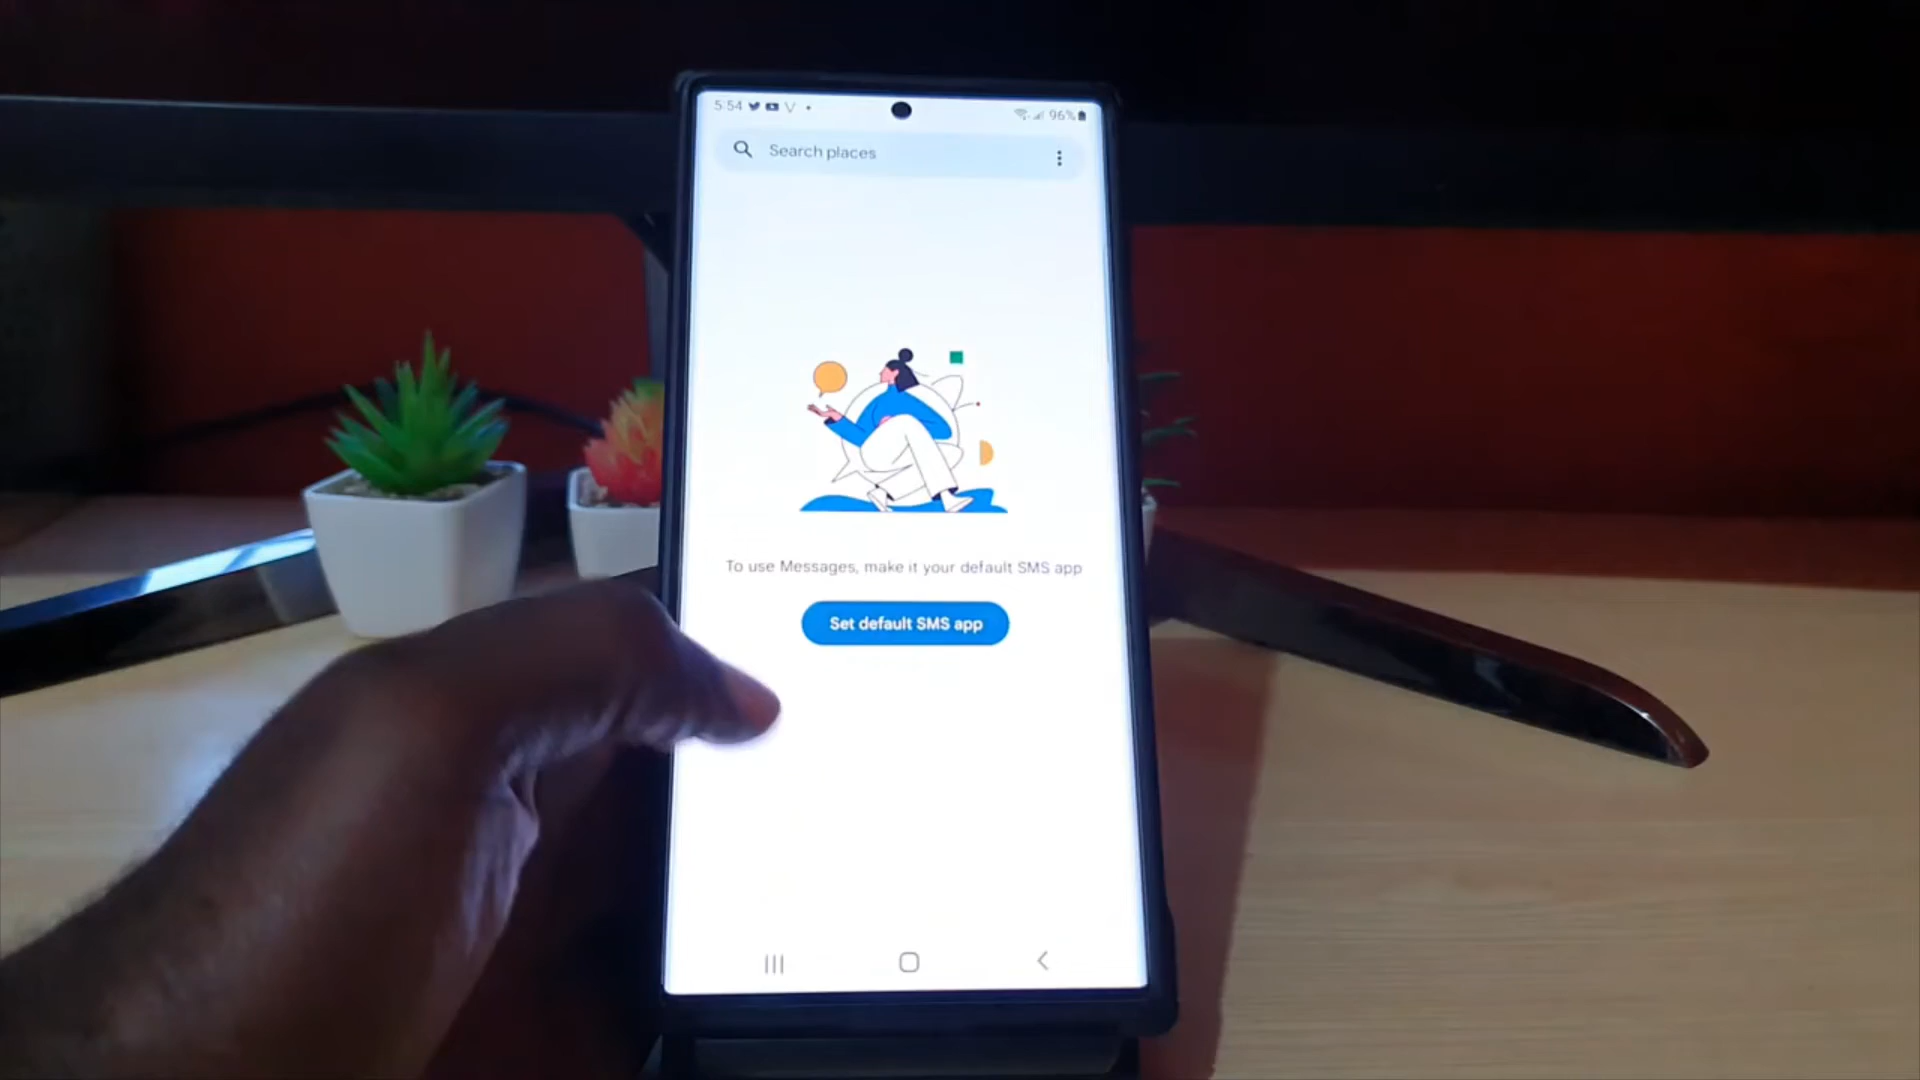 5:54
96%
Search places
To use Messages, make it your default SMS app
Set default SMS app